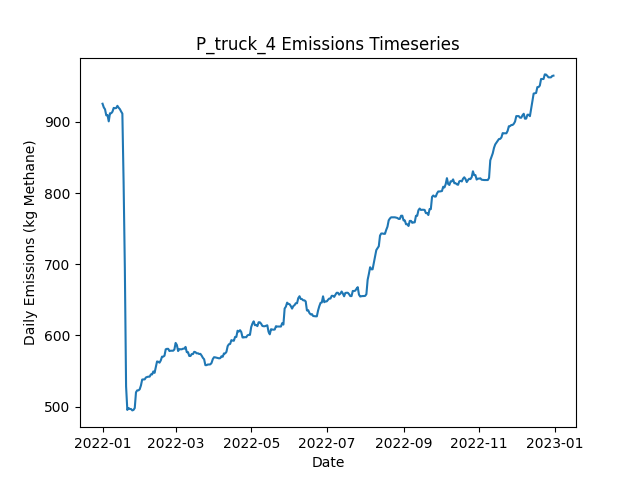 P_truck_4 Emissions Timeseries
Daily Emissions (kg Methane)
900
800
700
600
500
2022-01 2022-03 2022-05 2022-07 2022-09 2022-11 2023-01
Date